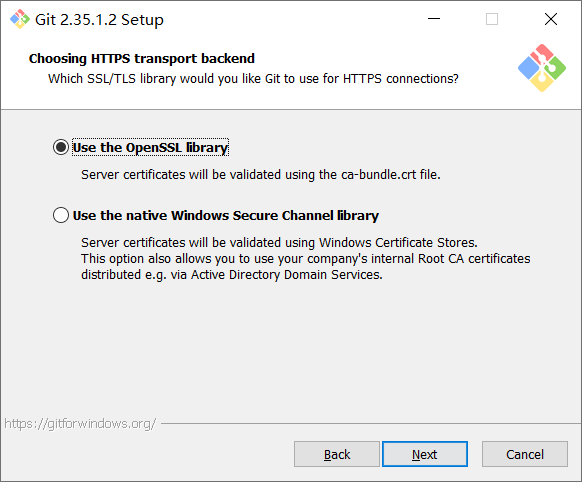 Git 2.35.1.2 Setup
Choosing HTTPS transport backend
Which SSL/TLS library would you like Git to use for HTTPS connections?
Use the OpenSSL library
Server certificates will be validated using the ca-bundle.crt file.
Use the native Windows Secure Channel library
Server certificates will be validated using Windows Certificate Stores.
This option also allows you to use your company's internal Root CA certificates
distributed e.g. via Active Directory Domain Services.
https://gitforwindows.org/
Back Next Cancel